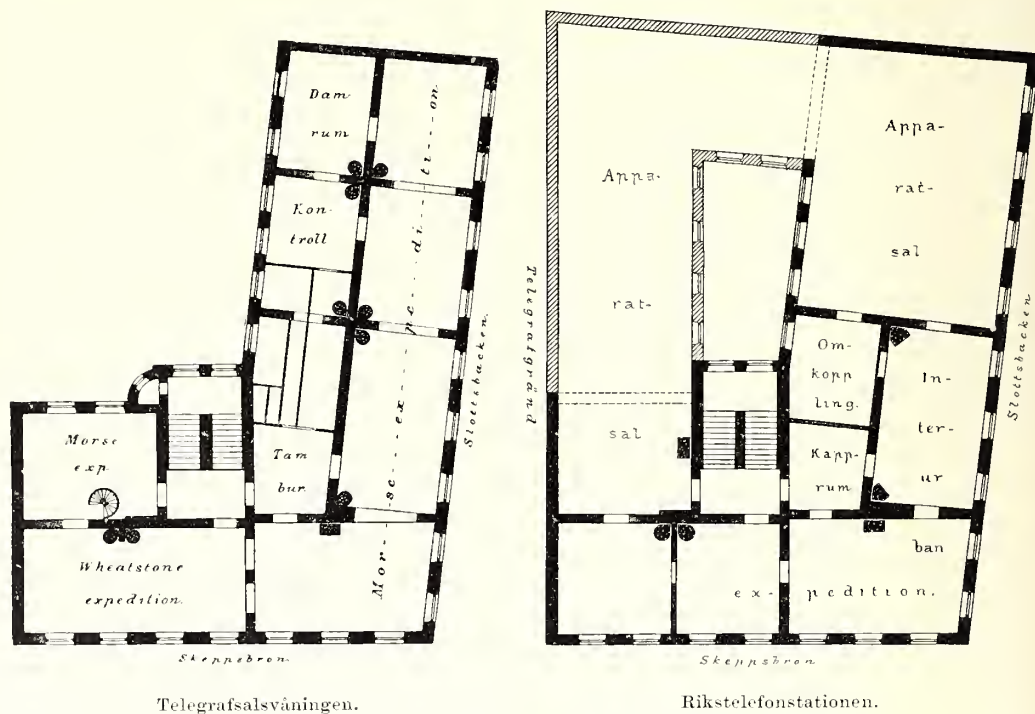 Dam
rum
Kon-
troll
Tam
bur.
Morse
exp.
Wheatstone
expedition.
Mor---se---ex---pe---di---ti---on.
Slottsbacken.
Skeppsbron.
Telegrafsalsvåningen.
Telegrafgränd
Appa-
rat-
sal
Appa-
rat-
sal
Om-
kopp
ling.
Kapp-
rum
In-
ter-
ur
ban
ex- pedition.
Slottsbacken
Skeppsbron
Rikstelefonstationen.